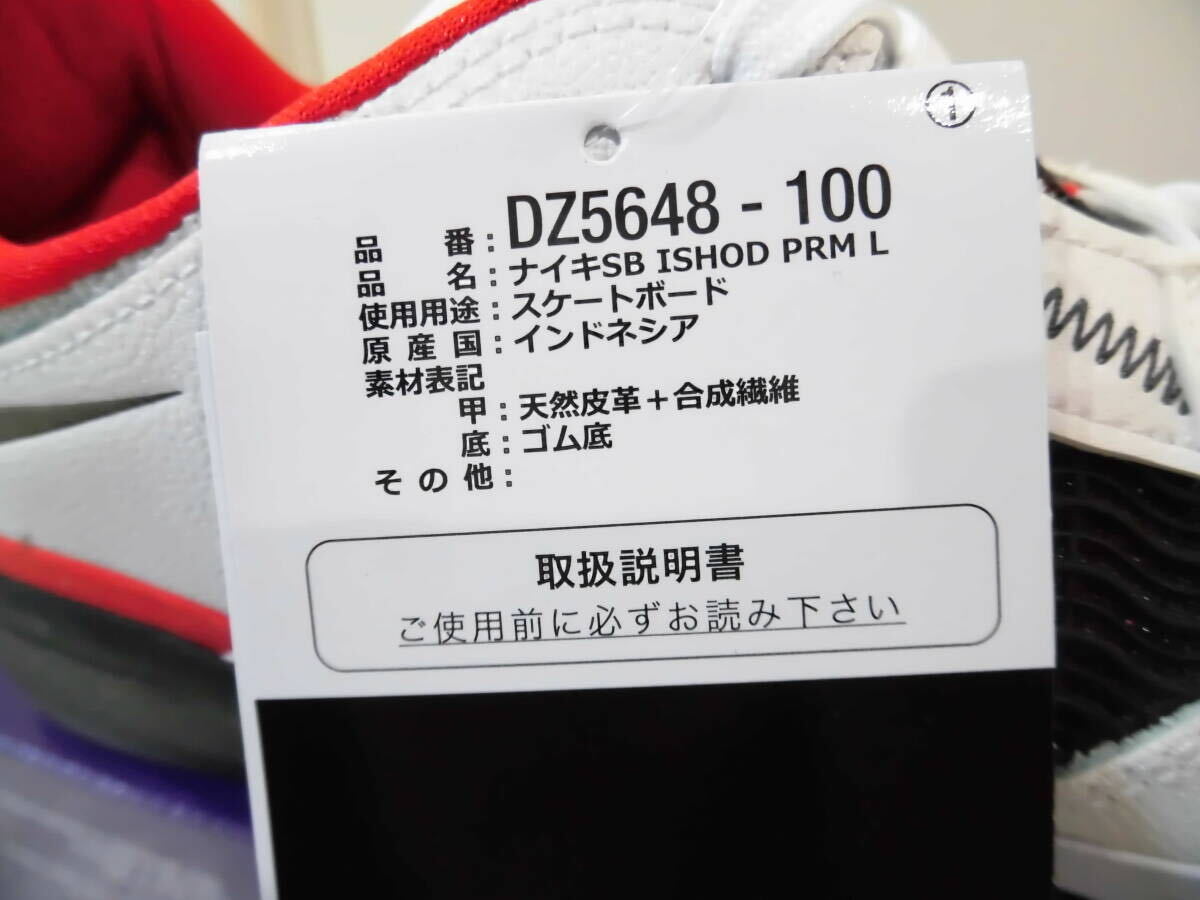 ①
品番:DZ5648 - 100
品名:ナイキSB ISHOD PRM L
使用用途:スケートボード
原産国:インドネシア
素材表記
甲:天然皮革+合成繊維
底:ゴム底
その他:
取扱説明書
ご使用前に必ずお読み下さい